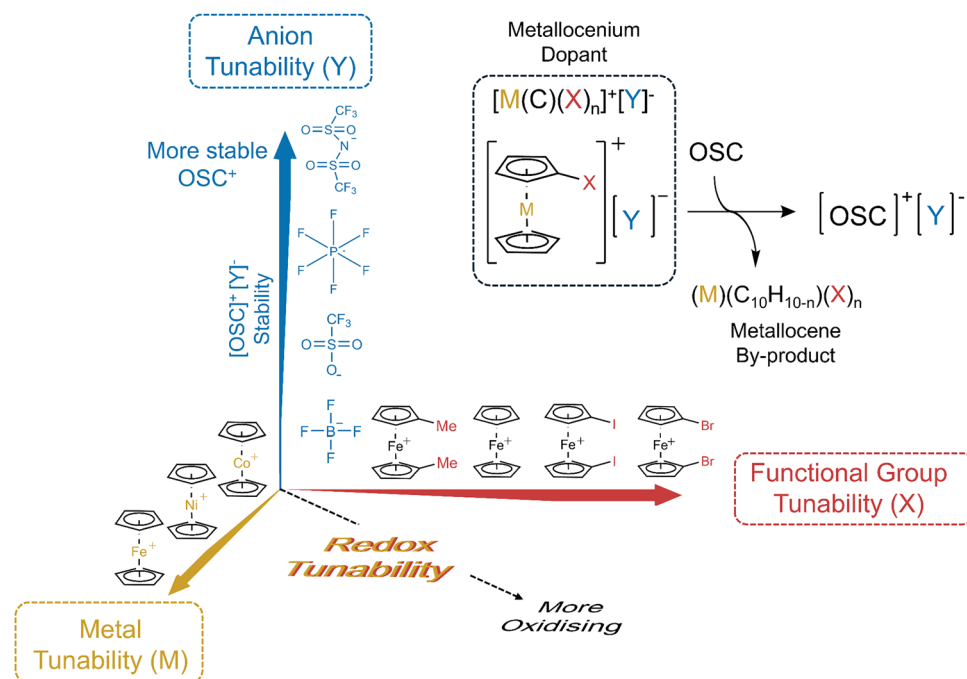 Anion
Tunability (Y)
More stable
OSC⁺
[OSC]⁺[Y]⁻
Stability
CF₃
O=S=O
N⁻
O=S=O
CF₃
F
F F
P⁻
F F
F
CF₃
O=S=O
O⁻
F
F-B⁻-F
F
Metallocenium
Dopant
[M(C)(X)ₙ]⁺[Y]⁻
[M X]⁺[Y]⁻
OSC
[OSC]⁺[Y]⁻
(M)(C₁₀H₁₀₋ₙ)(X)ₙ
Metallocene
By-product
Me
Fe⁺
Me
Fe⁺
I
Fe⁺
I
Br
Fe⁺
Br
Functional Group
Tunability (X)
Co⁺
Ni⁺
Fe⁺
Redox
Tunability
More
Oxidising
Metal
Tunability (M)